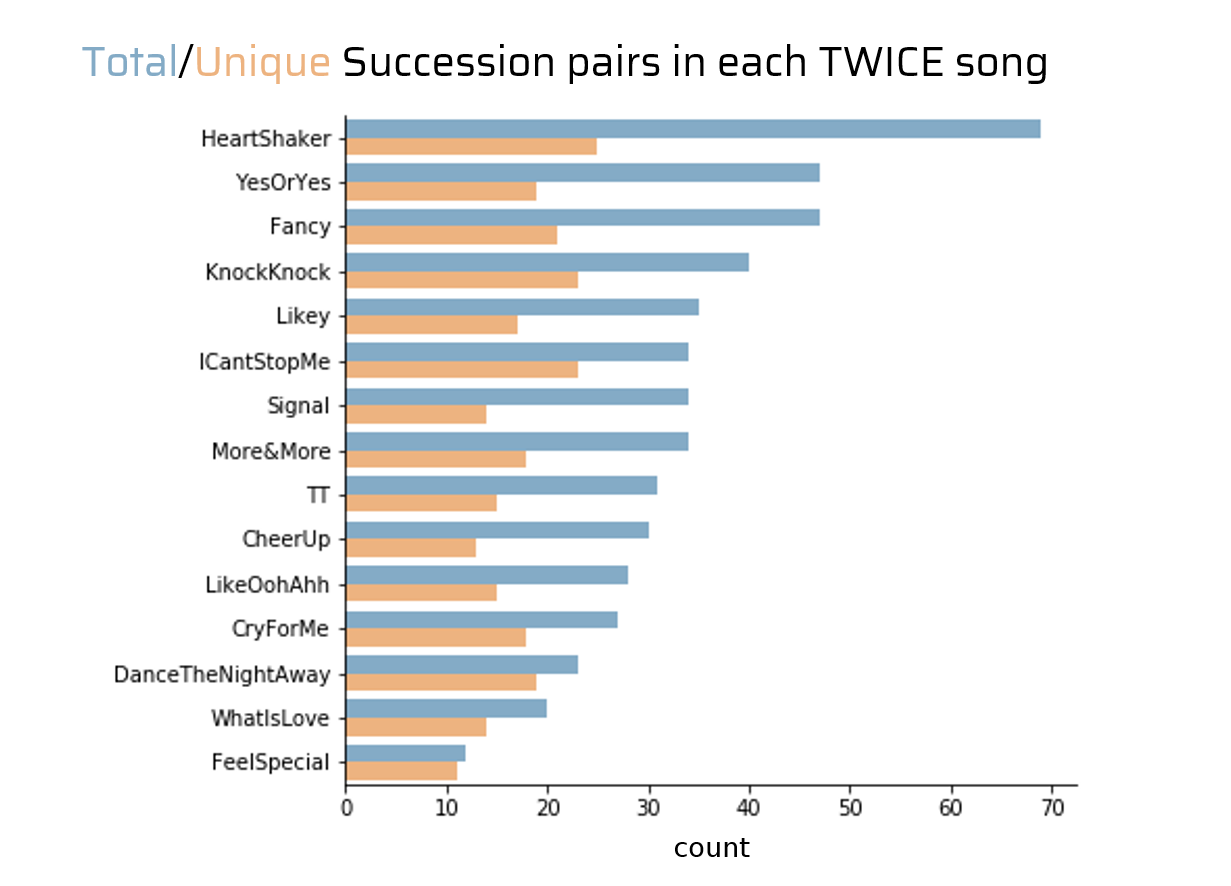 Total/Unique Succession pairs in each TWICE song
HeartShaker
YesOrYes
Fancy
KnockKnock
Likey
ICantStopMe
Signal
More&More
TT
CheerUp
LikeOohAhh
CryForMe
DanceTheNightAway
WhatIsLove
FeelSpecial
0 10 20 30 40 50 60 70
count